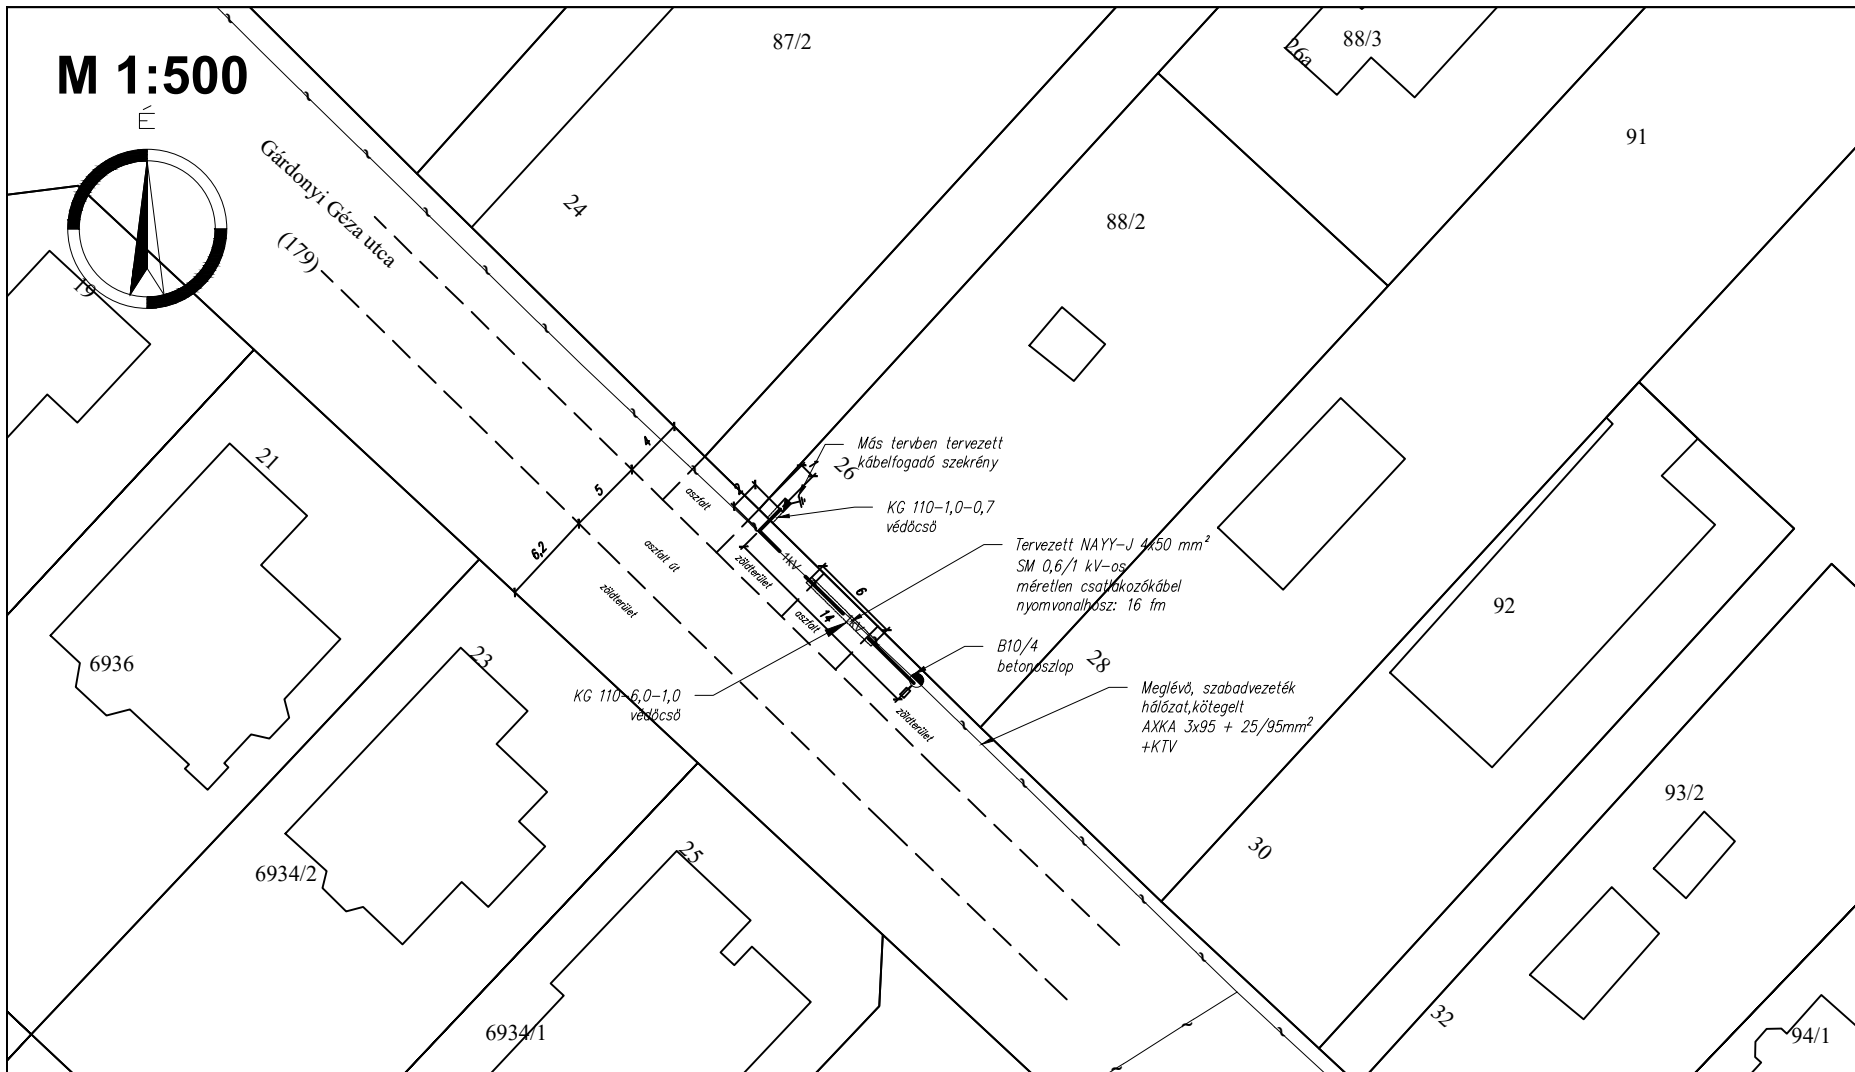 M 1:500
É
Gárdonyi Géza utca
(179)
87/2
88/3
26a
91
24
88/2
19
21
4
5
6,2
aszfalt
aszfalt út
zöldterület
zöldterület
2
1
26
Más tervben tervezett
kábelfogadó szekrény
KG 110-1,0-0,7
védőcső
Tervezett NAYY-J 4x50 mm²
SM 0,6/1 kV-os
méretlen csatlakozókábel
nyomvonalhosz: 16 fm
1kV
6
14
1kV
aszfalt
B10/4
betonoszlop
28
92
KG 110-6,0-1,0
védőcső
zöldterület
Meglévő, szabadvezeték
hálózat,kötegelt
AXKA 3x95 + 25/95mm²
+KTV
6936
23
93/2
25
30
6934/2
6934/1
32
94/1